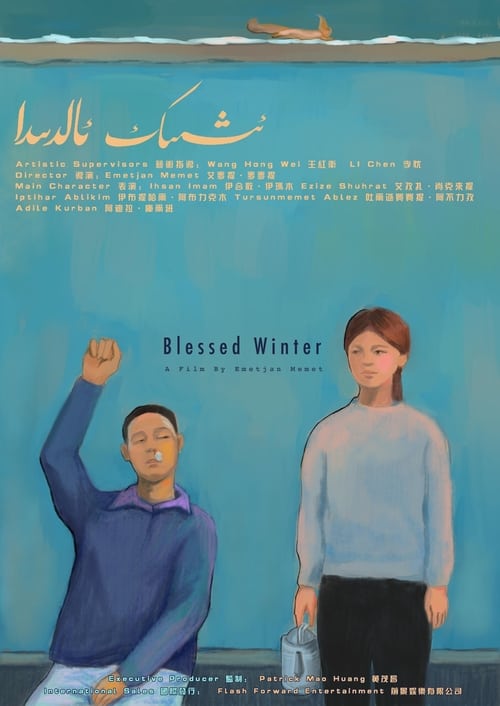 ئىشىك ئالدىدا
Artistic Supervisors 藝術指導：Wang Hong Wei 王紅衛 LI Chen
Director 導演：Emetjan Memet 艾麥提・麥麥提
Main Character 表演：Ihsan Imam 伊合散・伊瑪木 Ezize Shuhrat 艾孜扎・肖克來提
Iptihar Ablikim 伊布提哈爾・阿布力克木 Tursunmemet Ablez 吐爾遜買買提・阿不力孜
Adile Kurban 阿迪拉・庫爾班
Blessed Winter
A Film By Emetjan Memet
Executive Producer 監制： Patrick Mao Huang 黃茂昌
International Sales 國際發行： Flash Forward Entertainment 前景娛樂有限公司